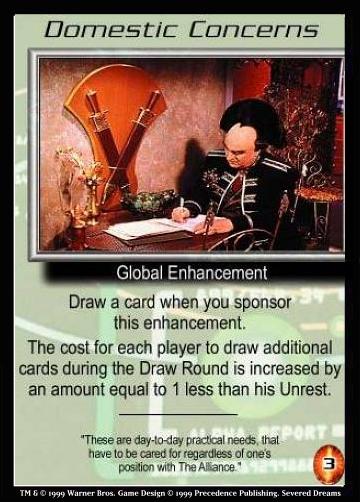 Domestic Concerns
Global Enhancement
Draw a card when you sponsor
this enhancement.
The cost for each player to draw additional
cards during the Draw Round is increased by
an amount equal to 1 less than his Unrest.
"These are day-to-day practical needs, that
have to be cared for regardless of one's
position with The Alliance."
3
TM & © 1999 Warner Bros. Game Design © 1999 Precedence Publishing. Severed Dreams